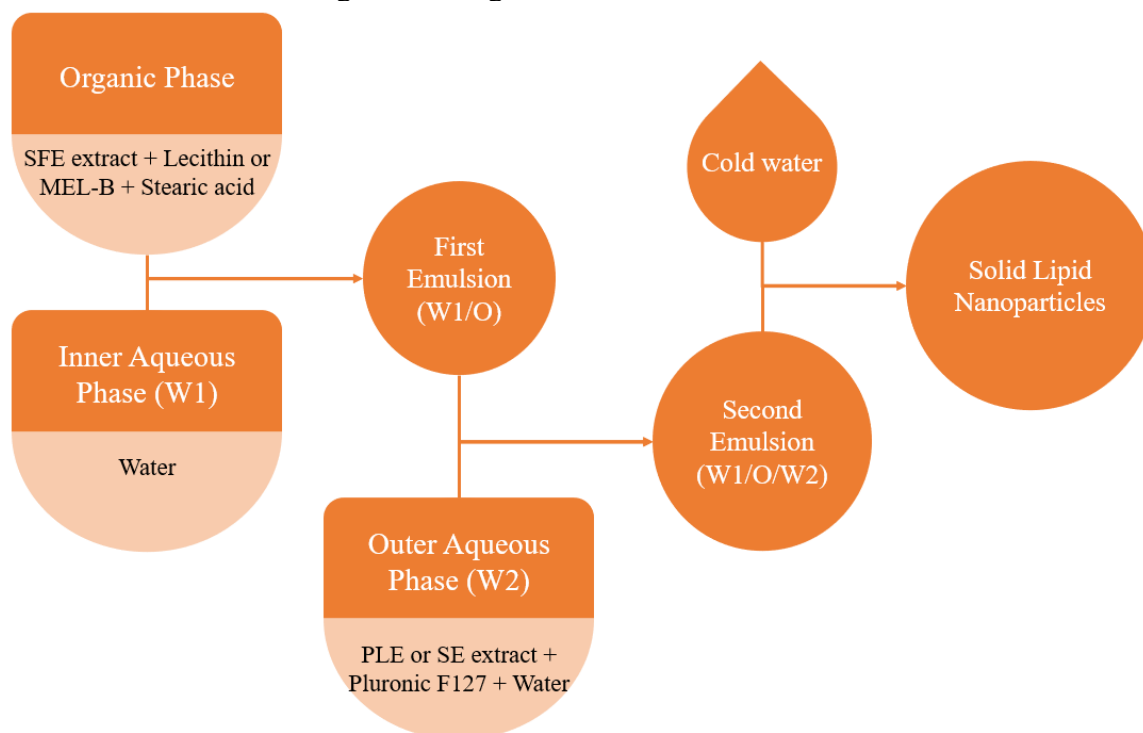 Organic Phase
SFE extract + Lecithin or
MEL-B + Stearic acid
Inner Aqueous
Phase (W1)
Water
First
Emulsion
(W1/O)
Outer Aqueous
Phase (W2)
PLE or SE extract +
Pluronic F127 + Water
Cold water
Second
Emulsion
(W1/O/W2)
Solid Lipid
Nanoparticles